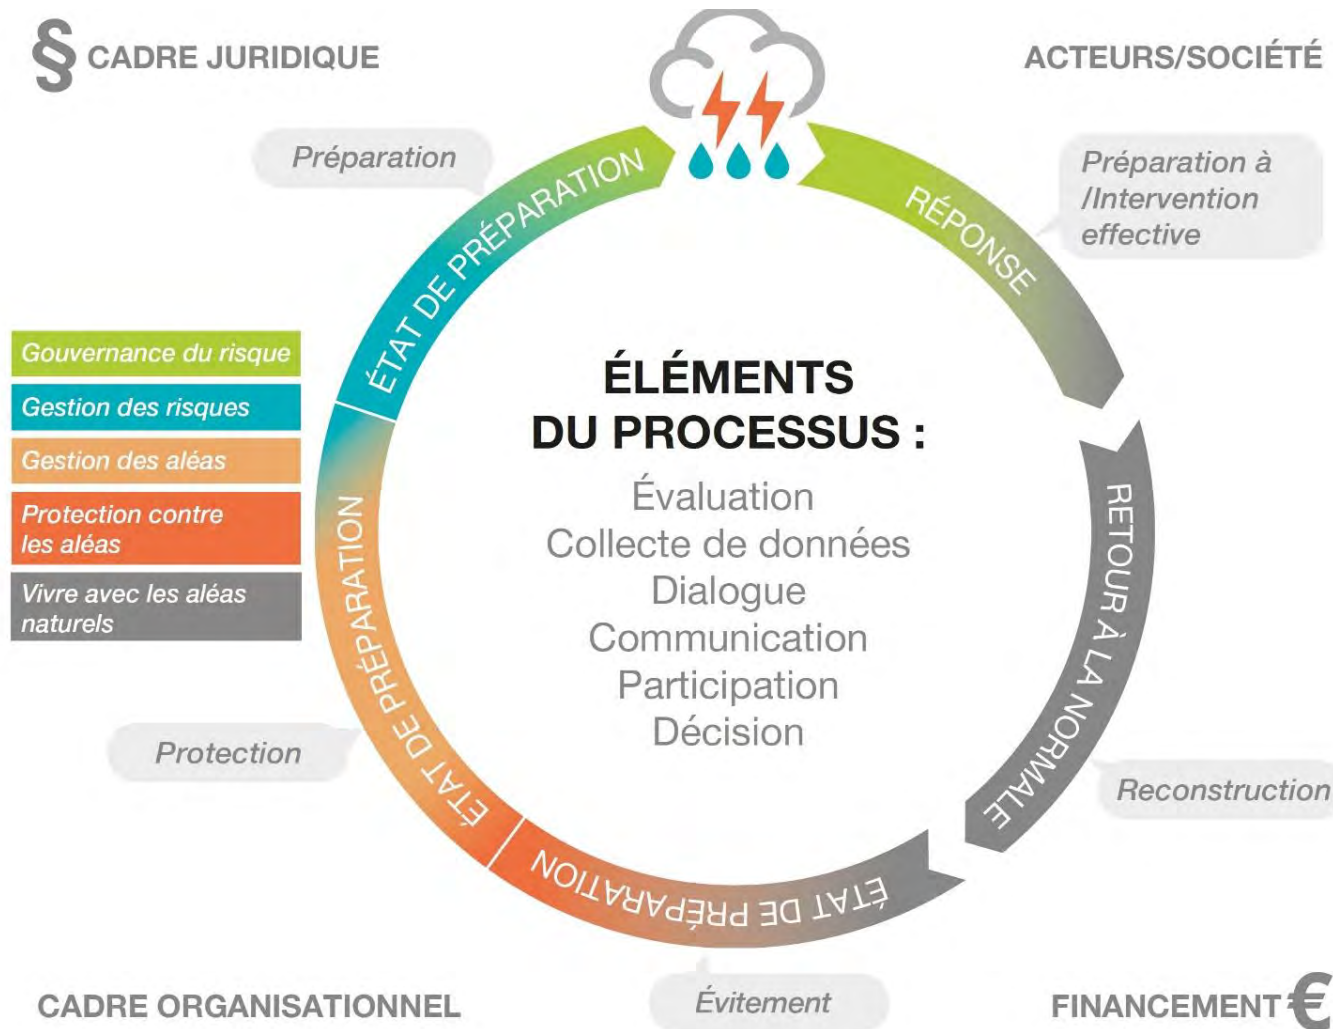 § CADRE JURIDIQUE
ACTEURS/SOCIÉTÉ
Préparation
Préparation à
/Intervention
effective
ÉTAT DE PRÉPARATION
RÉPONSE
Gouvernance du risque
Gestion des risques
Gestion des aléas
Protection contre
les aléas
Vivre avec les aléas
naturels
ÉLÉMENTS
DU PROCESSUS :
Évaluation
Collecte de données
Dialogue
Communication
Participation
Décision
ÉTAT DE PRÉPARATION
RETOUR À LA NORMALE
Protection
Reconstruction
ÉTAT DE PRÉPARATION
Évitement
CADRE ORGANISATIONNEL
FINANCEMENT €